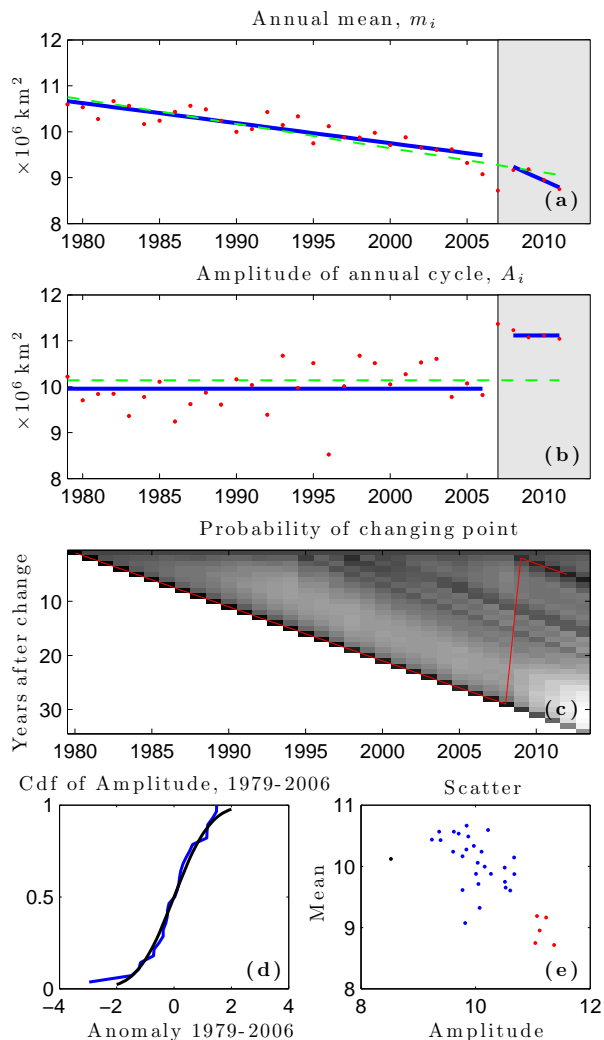 Annual mean, m_i
12
11
10
9
8
×10^6 km^2
1980 1985 1990 1995 2000 2005 2010
(a)
Amplitude of annual cycle, A_i
12
11
10
9
8
×10^6 km^2
1980 1985 1990 1995 2000 2005 2010
(b)
Probability of changing point
10
20
30
Years after change
1980 1985 1990 1995 2000 2005 2010
(c)
Cdf of Amplitude, 1979-2006
1
0.5
0
−4 −2 0 2 4
(d)
Anomaly 1979-2006
Scatter
11
10
9
8
Mean
8 10 12
(e)
Amplitude